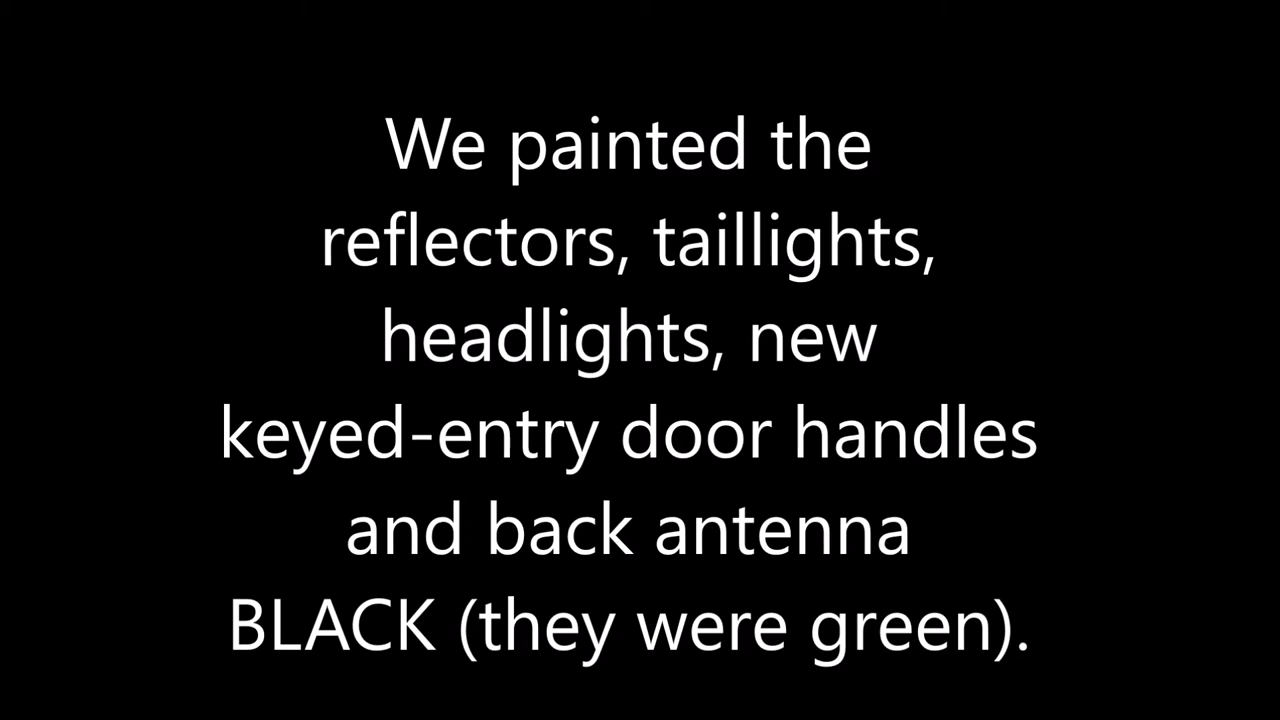 We painted the
reflectors, taillights,
headlights, new
keyed-entry door handles
and back antenna
BLACK (they were green).